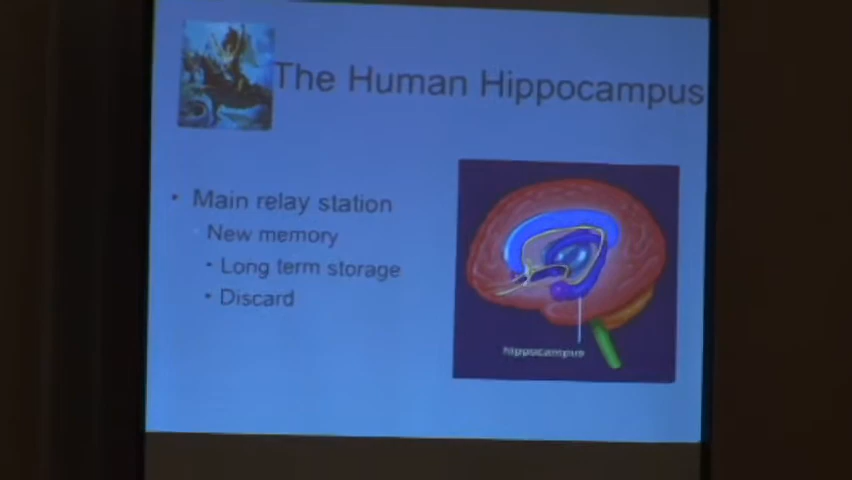 The Human Hippocampus
• Main relay station
New memory
• Long term storage
• Discard
hippocampus